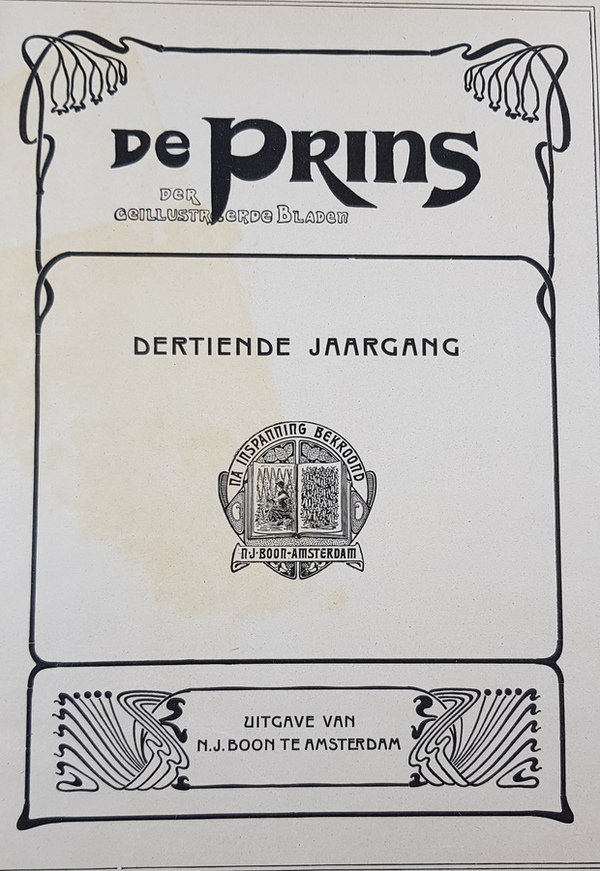 De Prins
DER
GEILLUSTREERDE BLADEN
DERTIENDE JAARGANG
NA INSPANNING BEKROOND
N·J·BOON-AMSTERDAM
UITGAVE VAN
N.J. BOON TE AMSTERDAM